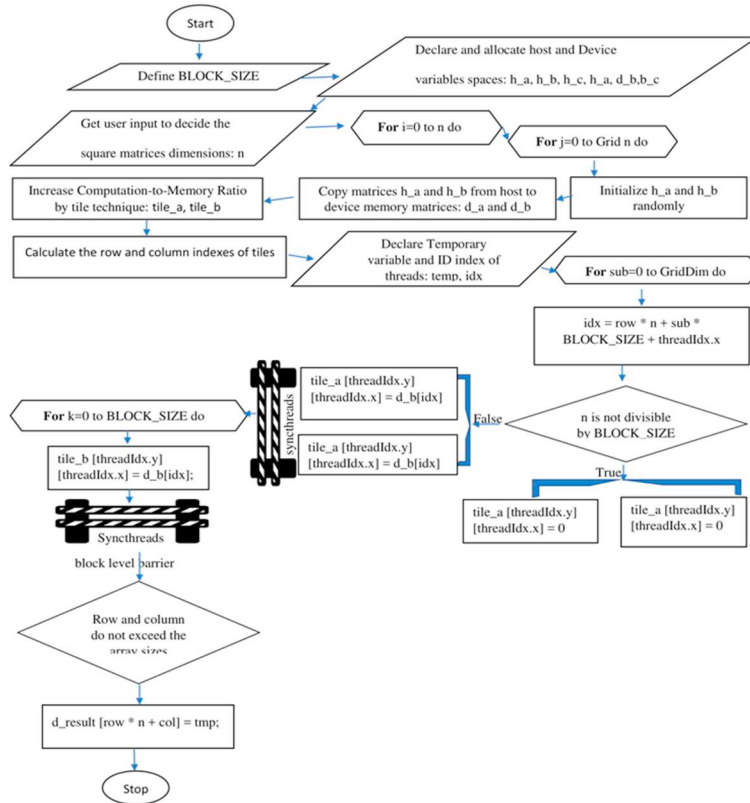 Start
Define BLOCK_SIZE
Declare and allocate host and Device
variables spaces: h_a, h_b, h_c, h_a, d_b,b_c
Get user input to decide the
square matrices dimensions: n
For i=0 to n do
For j=0 to Grid n do
Initialize h_a and h_b
randomly
Copy matrices h_a and h_b from host to
device memory matrices: d_a and d_b
Increase Computation-to-Memory Ratio
by tile technique: tile_a, tile_b
Calculate the row and column indexes of tiles
Declare Temporary
variable and ID index of
threads: temp, idx
For sub=0 to GridDim do
idx = row * n + sub *
BLOCK_SIZE + threadIdx.x
n is not divisible
by BLOCK_SIZE
False
True
tile_a [threadIdx.y]
[threadIdx.x] = 0
tile_a [threadIdx.y]
[threadIdx.x] = 0
tile_a [threadIdx.y]
[threadIdx.x] = d_b[idx]
tile_a [threadIdx.y]
[threadIdx.x] = d_b[idx]
syncthreads
For k=0 to BLOCK_SIZE do
tile_b [threadIdx.y]
[threadIdx.x] = d_b[idx];
Syncthreads
block level barrier
Row and column
do not exceed the
array sizes
d_result [row * n + col] = tmp;
Stop